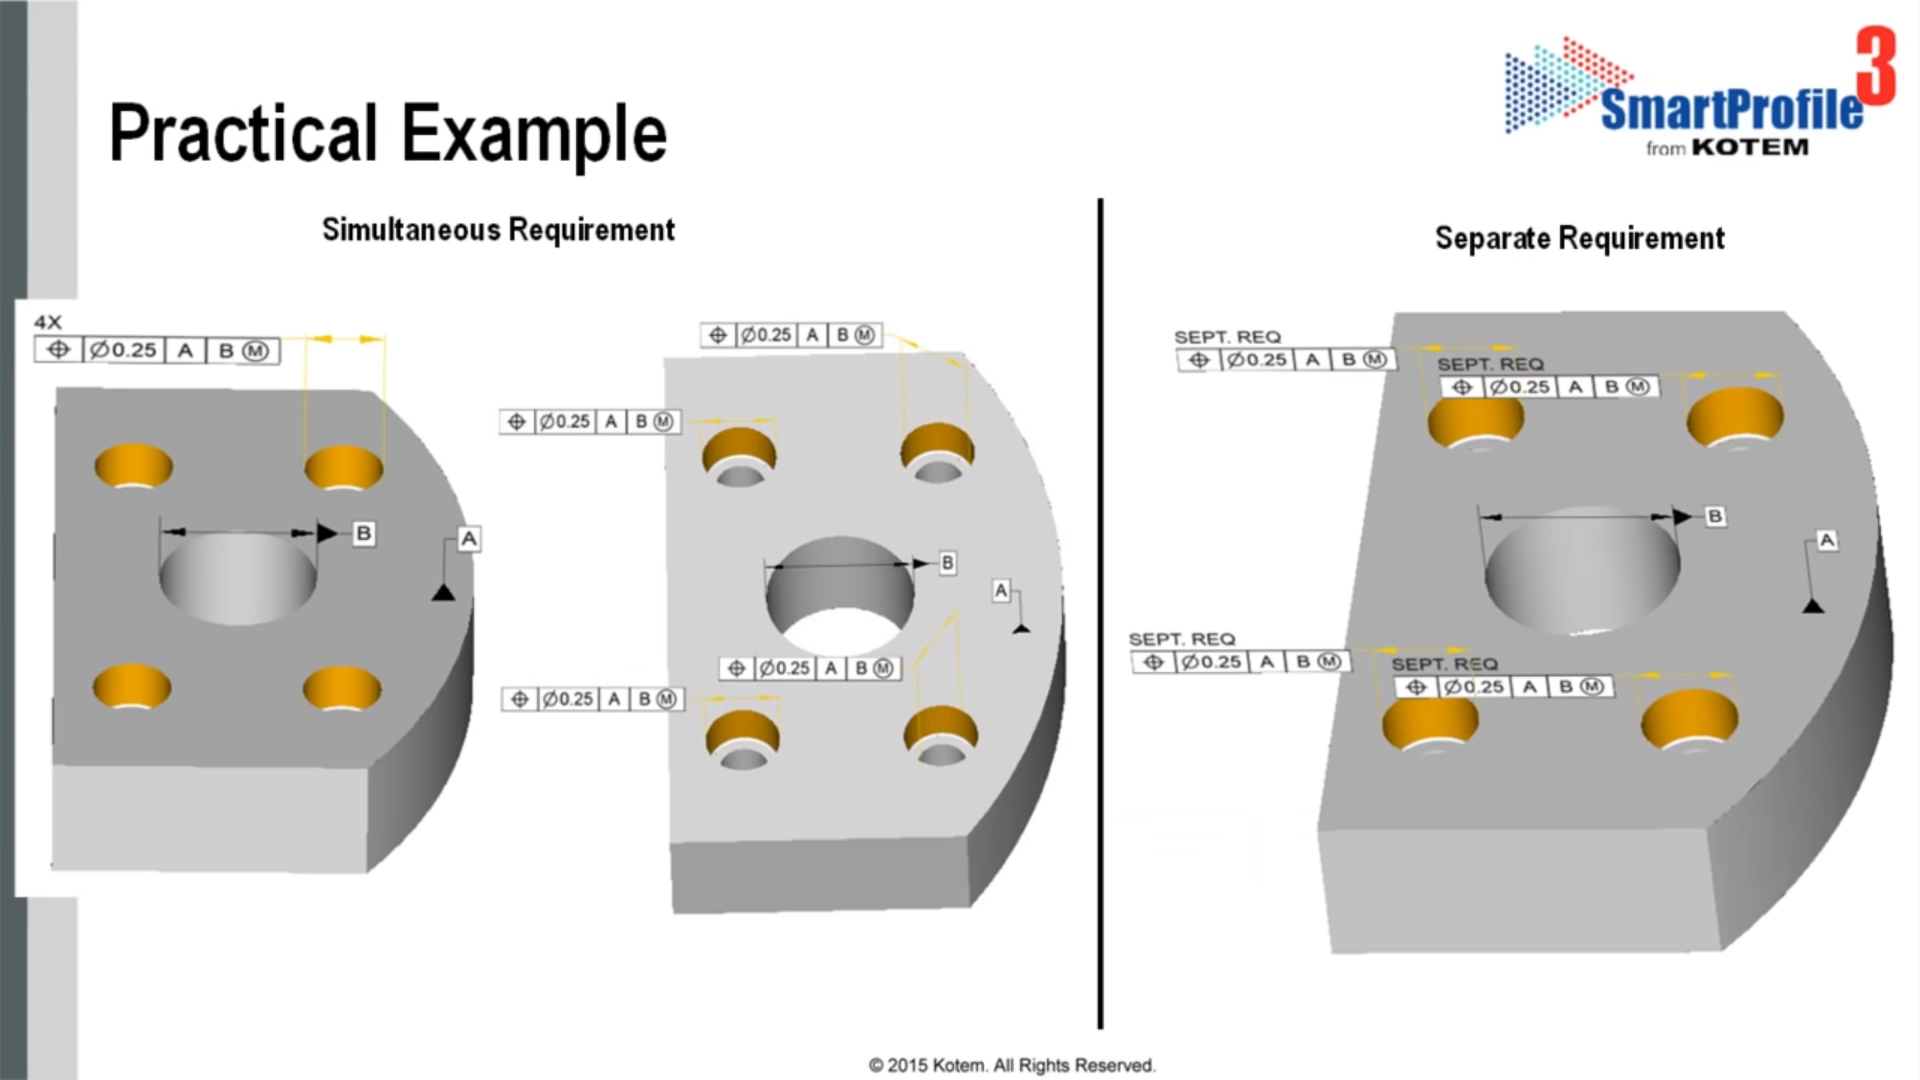 Practical Example
SmartProfile 3
from KOTEM
Simultaneous Requirement
Separate Requirement
4X
⌖ Ø0.25 A B Ⓜ
B
A
⌖ Ø0.25 A B Ⓜ
⌖ Ø0.25 A B Ⓜ
B
A
⌖ Ø0.25 A B Ⓜ
⌖ Ø0.25 A B Ⓜ
SEPT. REQ
⌖ Ø0.25 A B Ⓜ
SEPT. REQ
⌖ Ø0.25 A B Ⓜ
B
A
SEPT. REQ
⌖ Ø0.25 A B Ⓜ
SEPT. REQ
⌖ Ø0.25 A B Ⓜ
© 2015 Kotem. All Rights Reserved.